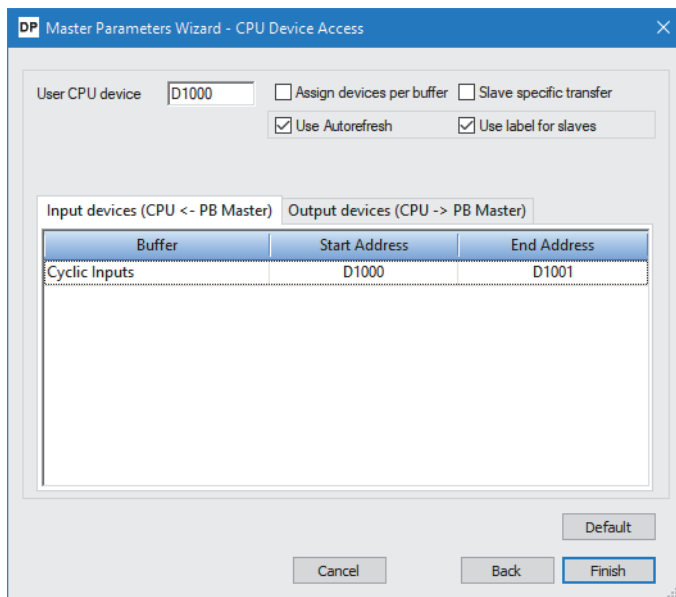 DP Master Parameters Wizard - CPU Device Access
User CPU device D1000 Assign devices per buffer Slave specific transfer
Use Autorefresh Use label for slaves
Input devices (CPU <- PB Master) Output devices (CPU -> PB Master)
Buffer Start Address End Address
Cyclic Inputs D1000 D1001
Default
Cancel Back Finish